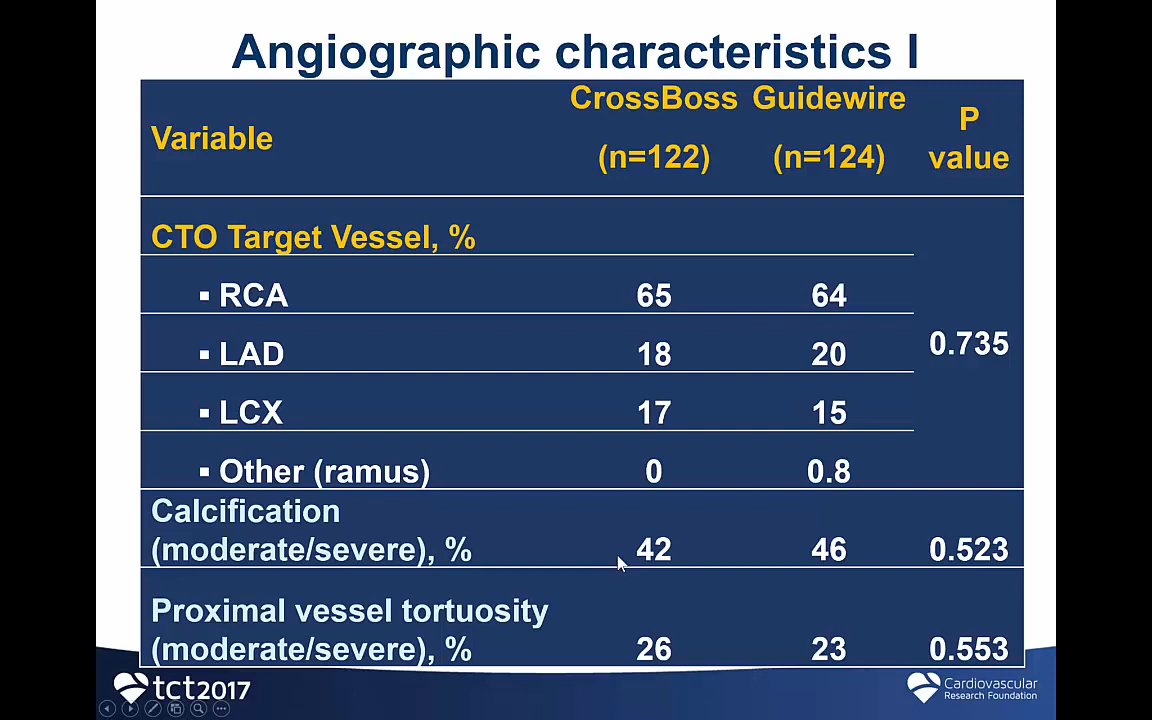 Angiographic characteristics I
Variable
CrossBoss
(n=122)
Guidewire
(n=124)
P
value
CTO Target Vessel, %
▪ RCA 65 64
▪ LAD 18 20
▪ LCX 17 15
▪ Other (ramus) 0 0.8
0.735
Calcification
(moderate/severe), % 42 46 0.523
Proximal vessel tortuosity
(moderate/severe), % 26 23 0.553
tct2017
Cardiovascular
Research Foundation